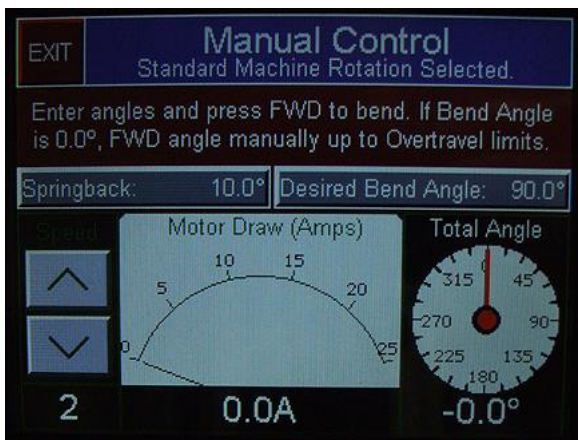 EXIT
Manual Control
Standard Machine Rotation Selected.
Enter angles and press FWD to bend. If Bend Angle
is 0.0º, FWD angle manually up to Overtravel limits.
Springback: 10.0° Desired Bend Angle: 90.0°
Speed
Motor Draw (Amps)
Total Angle
0 5 10 15 20 25
0 45 90 135 180 225 270 315
2 0.0A -0.0°